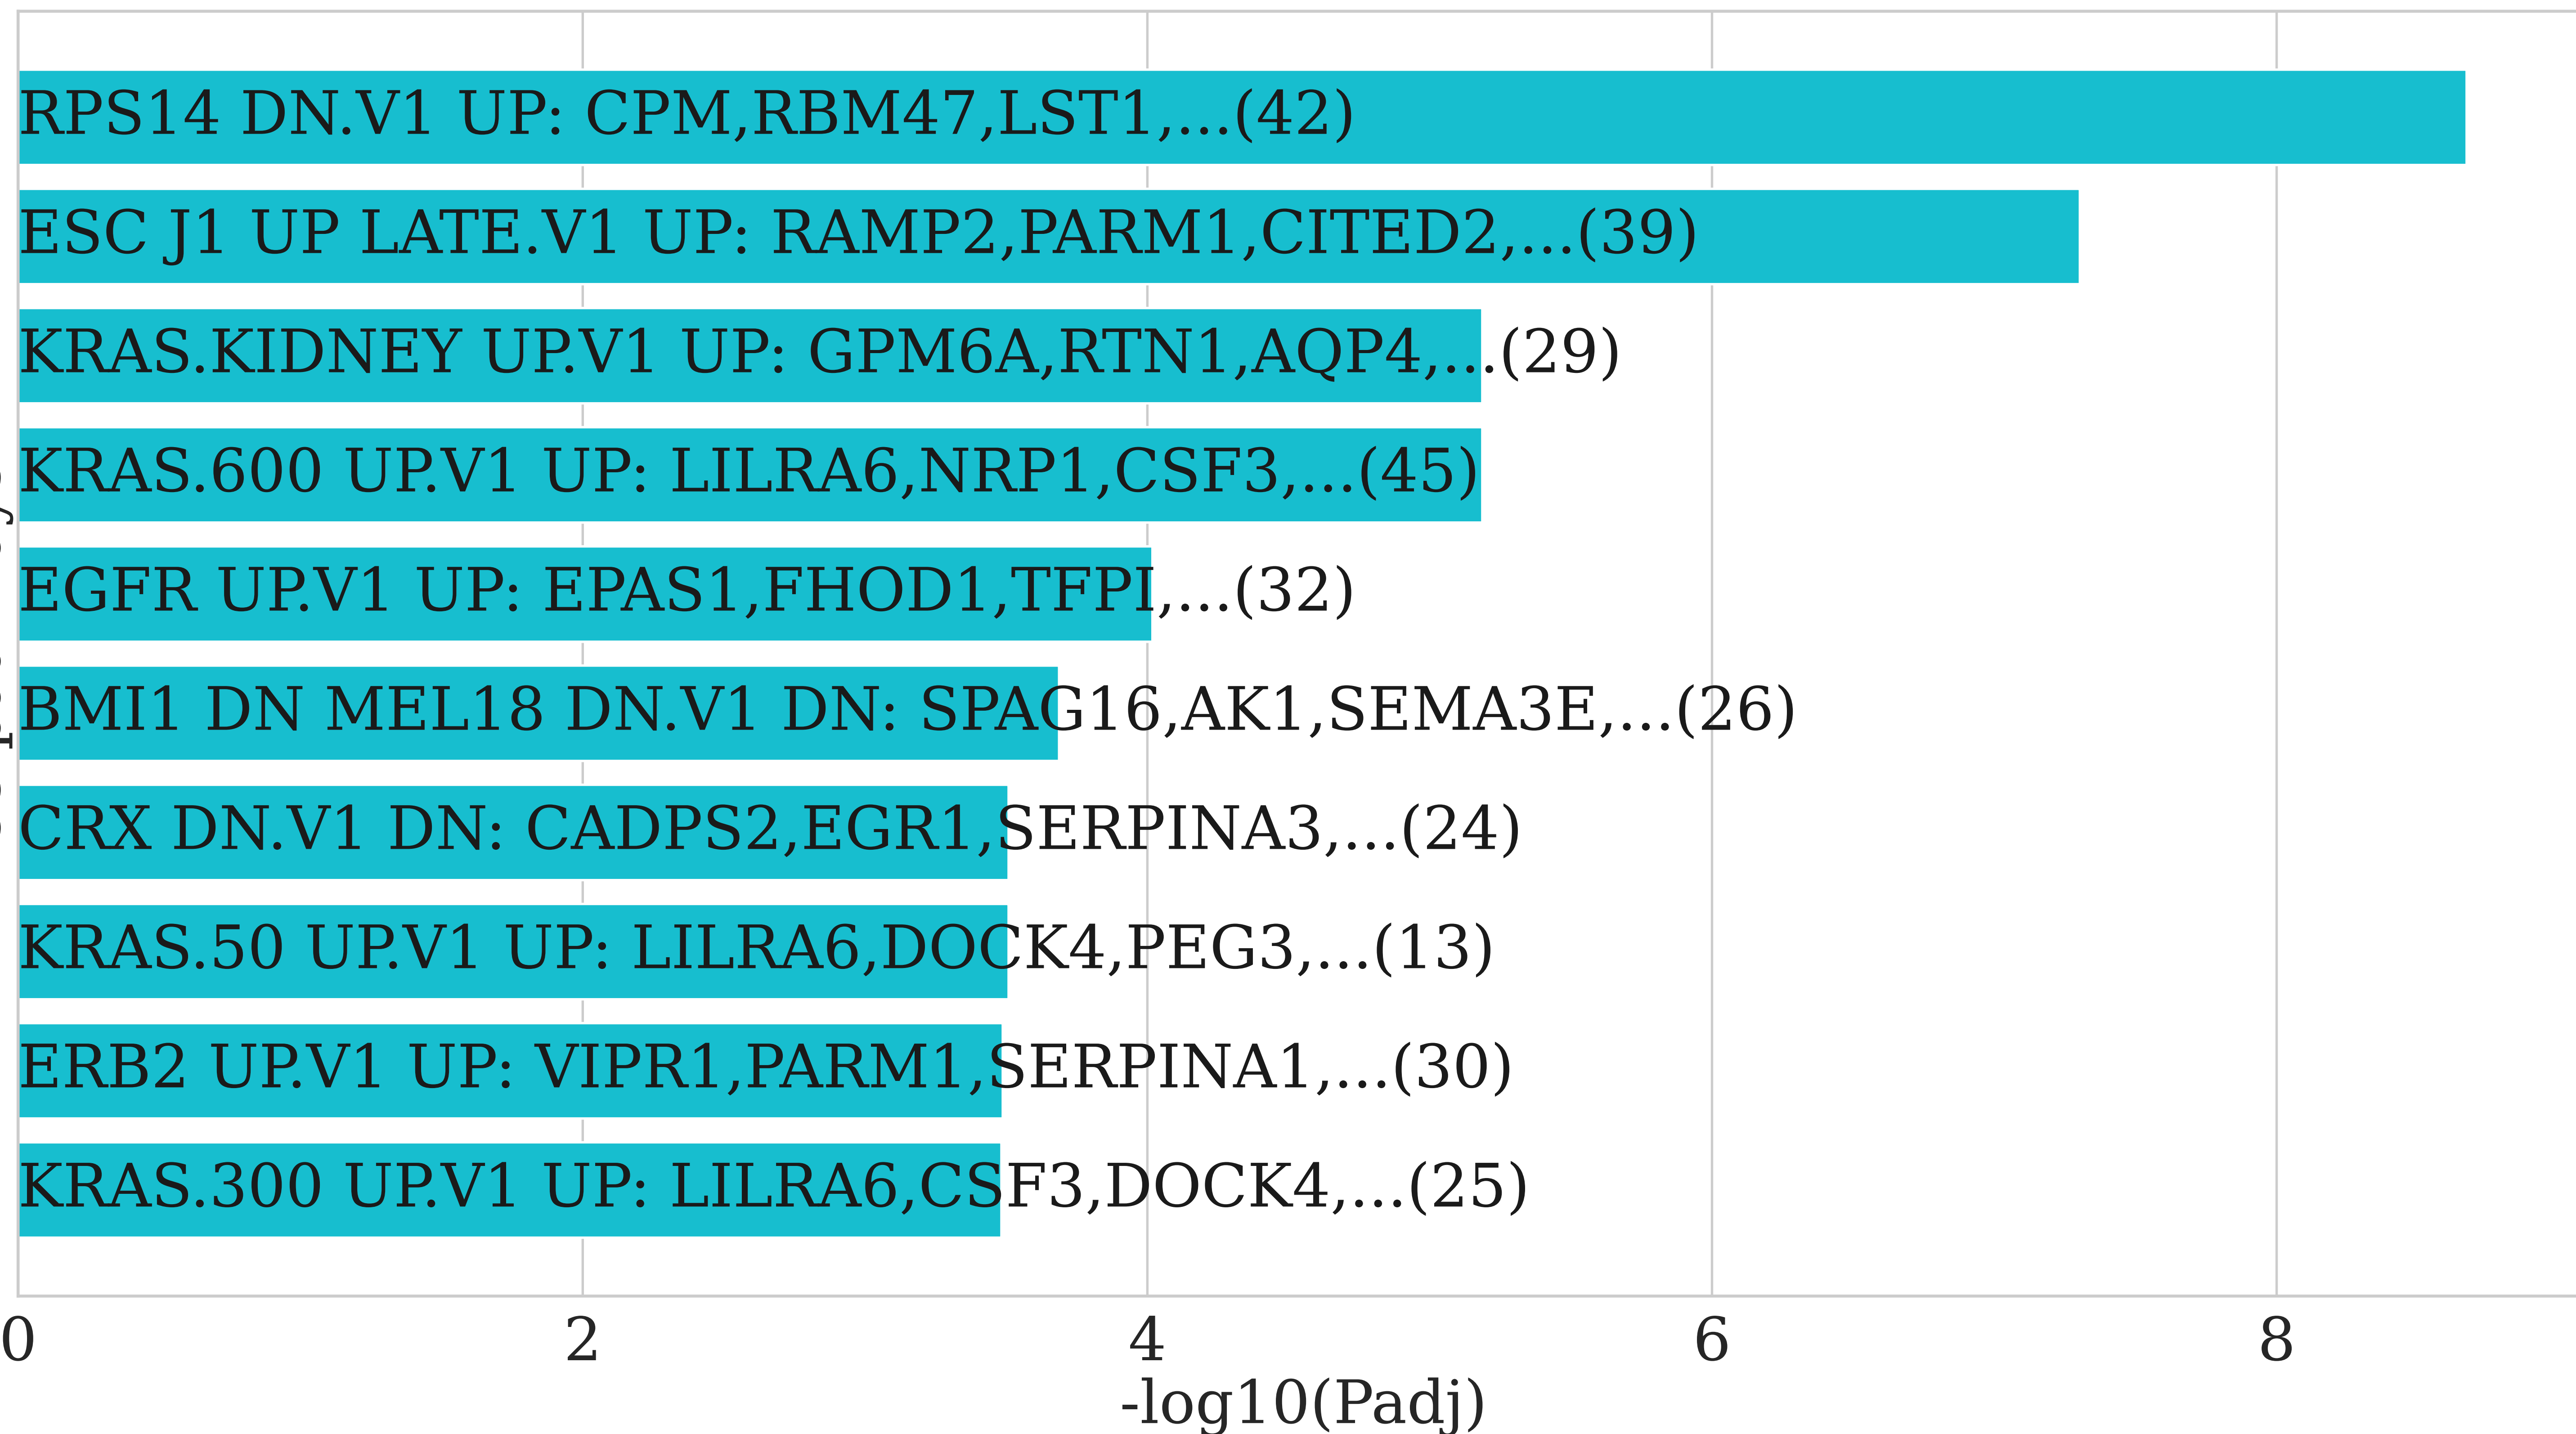 RPS14 DN.V1 UP: CPM,RBM47,LST1,...(42)
ESC J1 UP LATE.V1 UP: RAMP2,PARM1,CITED2,...(39)
KRAS.KIDNEY UP.V1 UP: GPM6A,RTN1,AQP4,...(29)
KRAS.600 UP.V1 UP: LILRA6,NRP1,CSF3,...(45)
EGFR UP.V1 UP: EPAS1,FHOD1,TFPI,...(32)
BMI1 DN MEL18 DN.V1 DN: SPAG16,AK1,SEMA3E,...(26)
CRX DN.V1 DN: CADPS2,EGR1,SERPINA3,...(24)
KRAS.50 UP.V1 UP: LILRA6,DOCK4,PEG3,...(13)
ERB2 UP.V1 UP: VIPR1,PARM1,SERPINA1,...(30)
KRAS.300 UP.V1 UP: LILRA6,CSF3,DOCK4,...(25)
0 2 4 6 8
-log10(Padj)